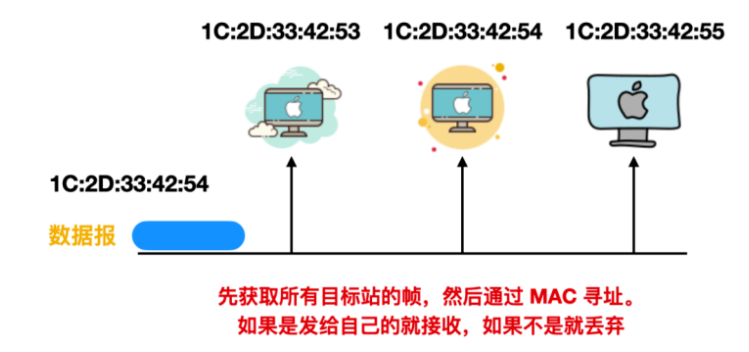 1C:2D:33:42:53 1C:2D:33:42:54 1C:2D:33:42:55
1C:2D:33:42:54
数据报
先获取所有目标站的帧，然后通过 MAC 寻址。
如果是发给自己的就接收，如果不是就丢弃